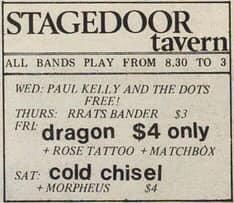 STAGEDOOR
tavern
ALL BANDS PLAY FROM 8.30 TO 3
WED: PAUL KELLY AND THE DOTS
FREE!
THURS: RRATS BANDER $3
FRI: dragon $4 only
+ ROSE TATTOO + MATCHBOX
SAT: cold chisel
+ MORPHEUS $4